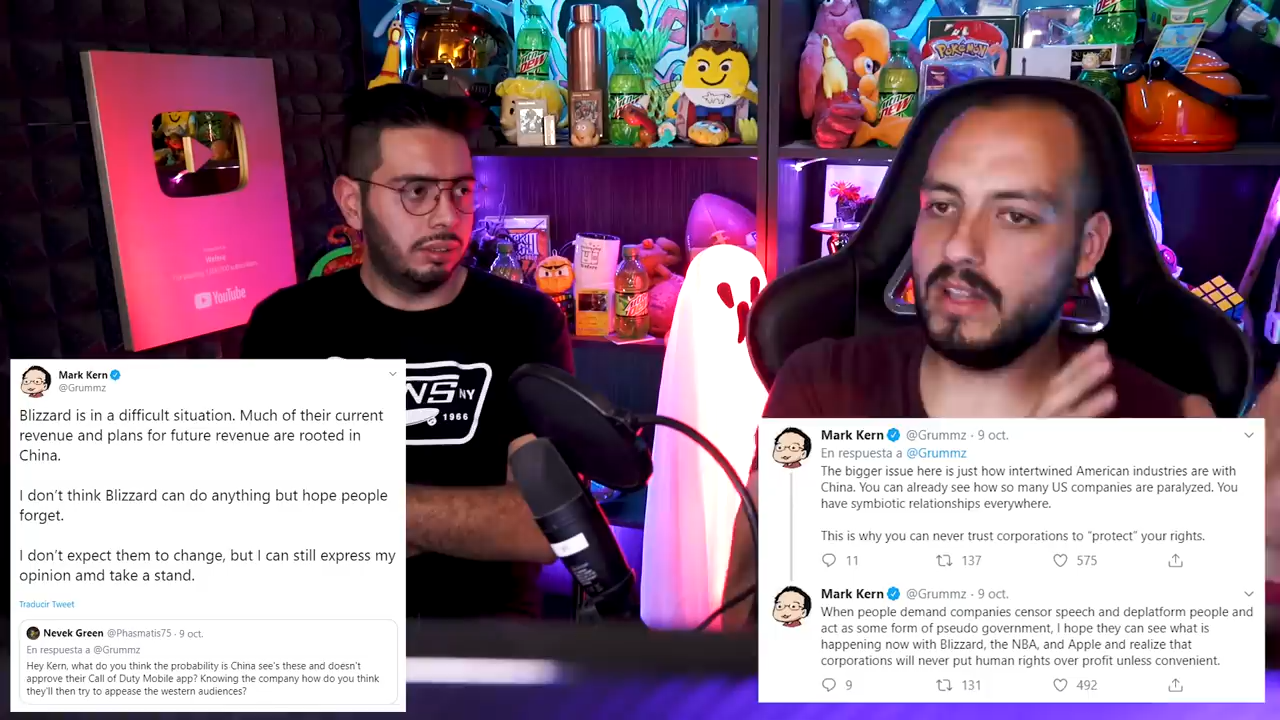 Weiteva
YouTube
MTN DEW
POKÉMON
MTN DEW
VANS NY
1966
Mark Kern
@Grummz
Blizzard is in a difficult situation. Much of their current
revenue and plans for future revenue are rooted in
China.
I don't think Blizzard can do anything but hope people
forget.
I don't expect them to change, but I can still express my
opinion amd take a stand.
Traducir Tweet
Nevek Green @Phasmatis75 · 9 oct.
En respuesta a @Grummz
Hey Kern, what do you think the probability is China see's these and doesn't
approve their Call of Duty Mobile app? Knowing the company how do you think
they'll then try to appease the western audiences?
Mark Kern @Grummz · 9 oct.
En respuesta a @Grummz
The bigger issue here is just how intertwined American industries are with
China. You can already see how so many US companies are paralyzed. You
have symbiotic relationships everywhere.
This is why you can never trust corporations to "protect" your rights.
11 137 575
Mark Kern @Grummz · 9 oct.
When people demand companies censor speech and deplatform people and
act as some form of pseudo government, I hope they can see what is
happening now with Blizzard, the NBA, and Apple and realize that
corporations will never put human rights over profit unless convenient.
9 131 492